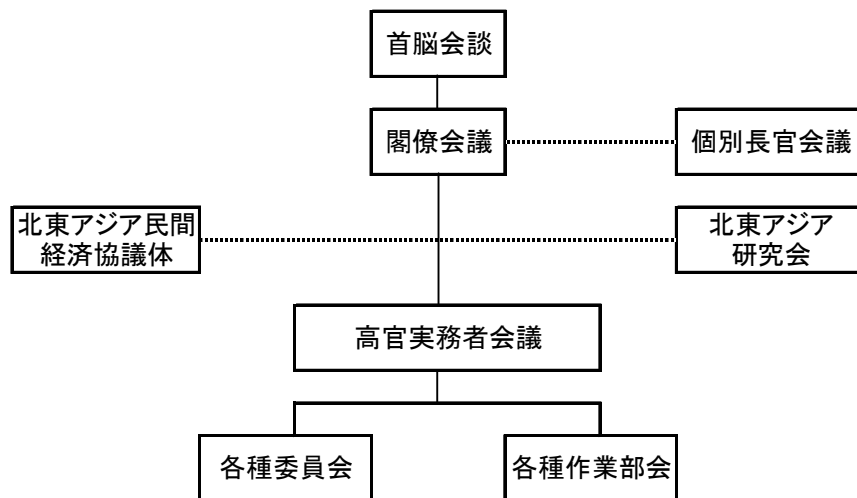 首脳会談
閣僚会議
個別長官会議
北東アジア民間
経済協議体
北東アジア
研究会
高官実務者会議
各種委員会
各種作業部会